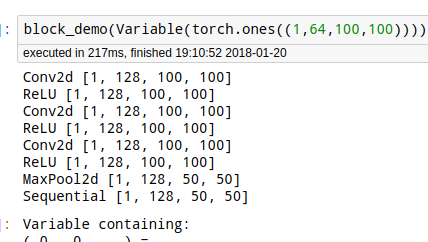 ]: block_demo(Variable(torch.ones((1,64,100,100))))
executed in 217ms, finished 19:10:52 2018-01-20
Conv2d [1, 128, 100, 100]
ReLU [1, 128, 100, 100]
Conv2d [1, 128, 100, 100]
ReLU [1, 128, 100, 100]
Conv2d [1, 128, 100, 100]
ReLU [1, 128, 100, 100]
MaxPool2d [1, 128, 50, 50]
Sequential [1, 128, 50, 50]
]: Variable containing: